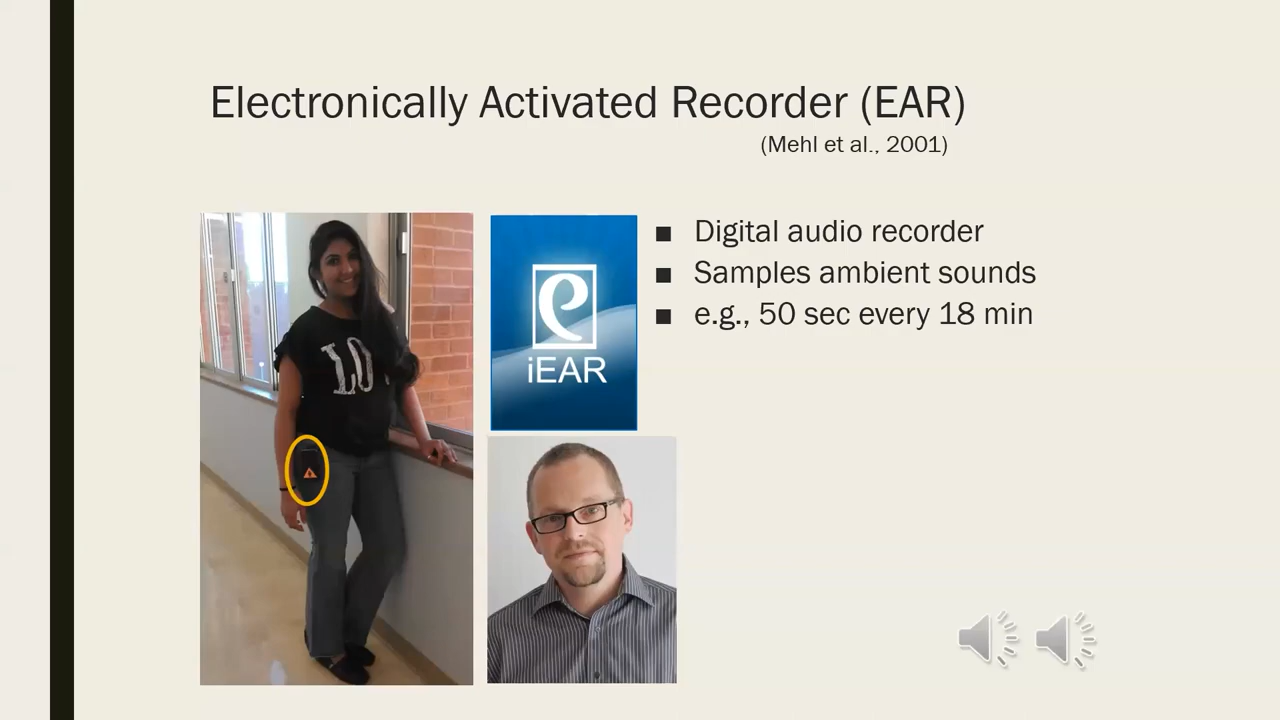 Electronically Activated Recorder (EAR)
(Mehl et al., 2001)
LO
e
iEAR
■ Digital audio recorder
■ Samples ambient sounds
■ e.g., 50 sec every 18 min